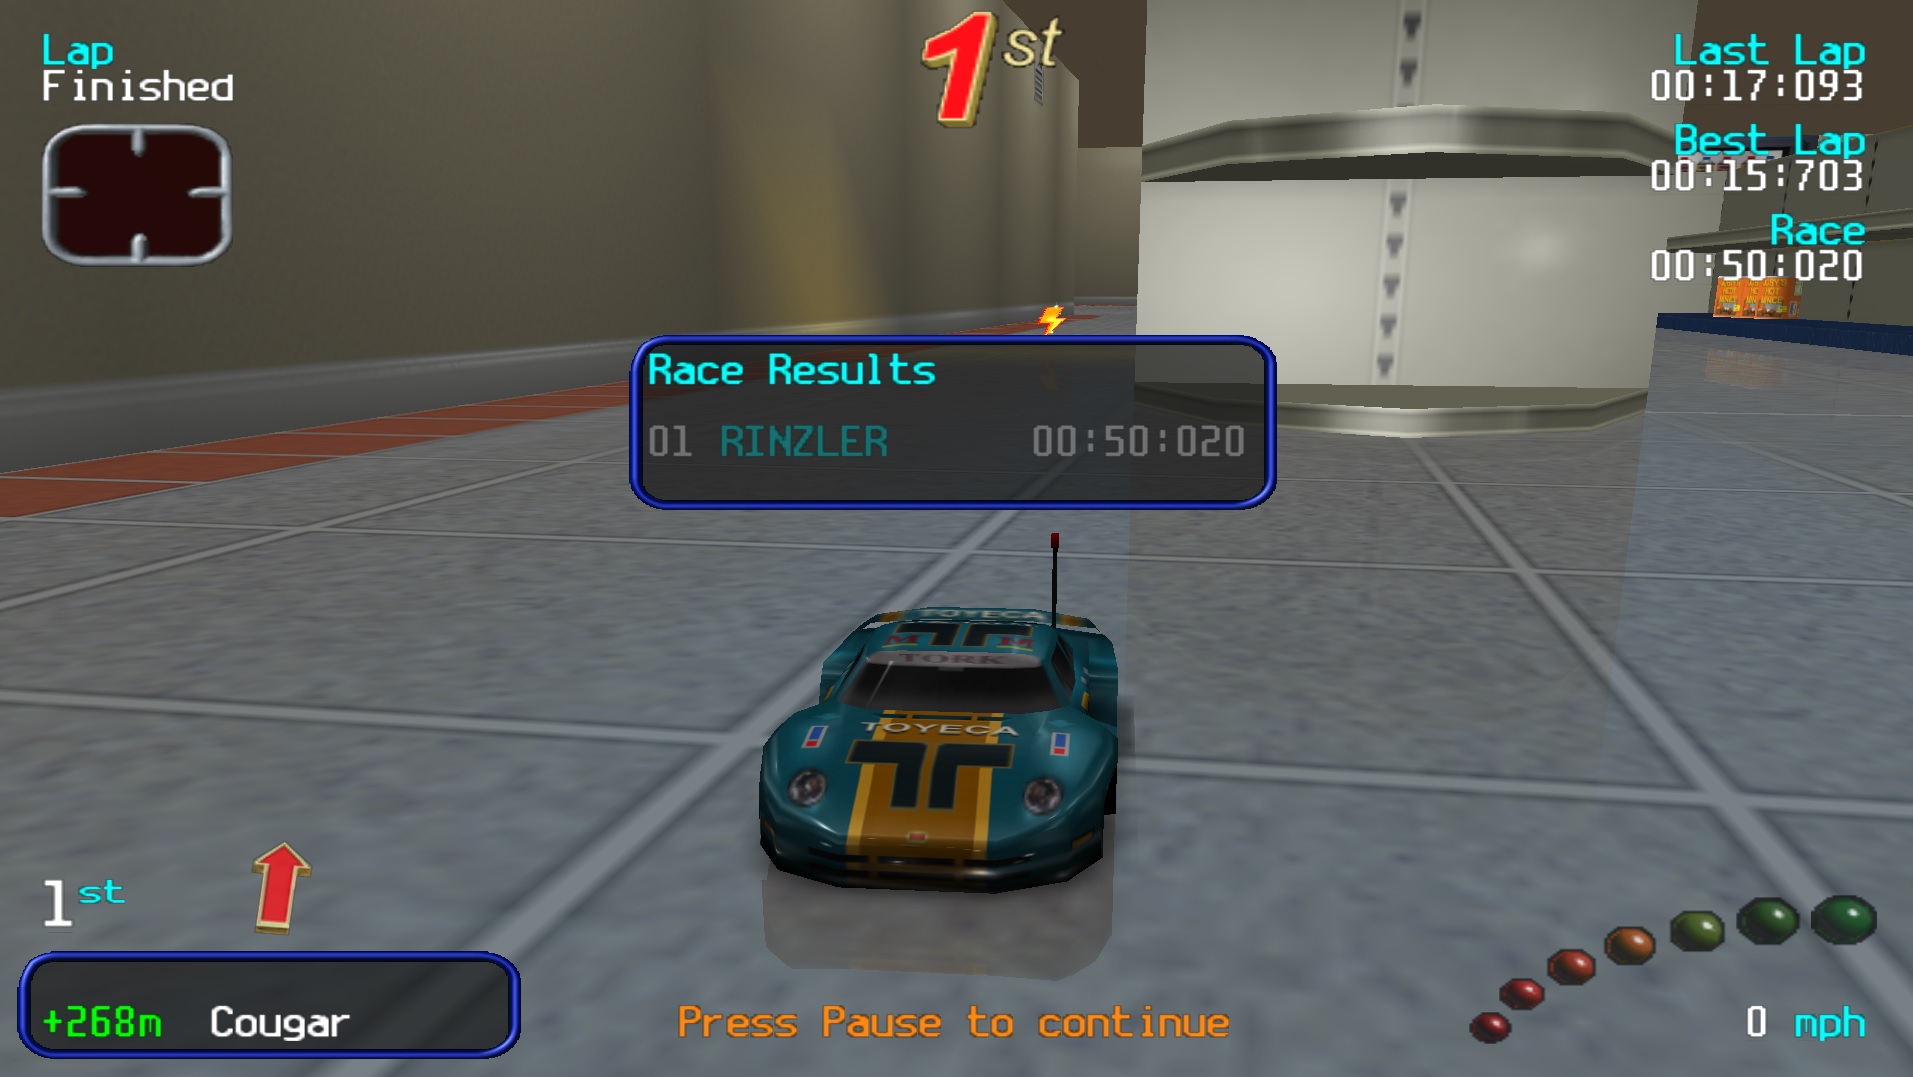 Lap
Finished
1st
Last Lap
00:17:093
Best Lap
00:15:703
Race
00:50:020
Race Results
01 RINZLER 00:50:020
TOYECA
M M
TORK
TOYECA
1st
+268m Cougar
Press Pause to continue
0 mph